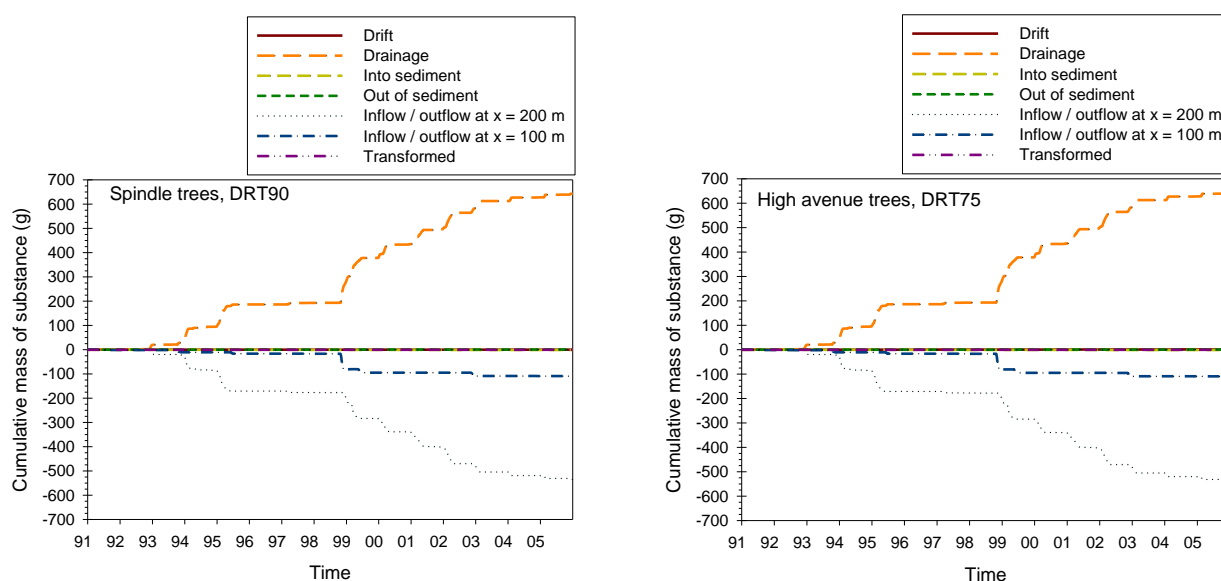 Drift
Drainage
Into sediment
Out of sediment
Inflow / outflow at x = 200 m
Inflow / outflow at x = 100 m
Transformed
Spindle trees, DRT90
Cumulative mass of substance (g)
700
600
500
400
300
200
100
0
-100
-200
-300
-400
-500
-600
-700
91 92 93 94 95 96 97 98 99 00 01 02 03 04 05
Time
Drift
Drainage
Into sediment
Out of sediment
Inflow / outflow at x = 200 m
Inflow / outflow at x = 100 m
Transformed
High avenue trees, DRT75
Cumulative mass of substance (g)
700
600
500
400
300
200
100
0
-100
-200
-300
-400
-500
-600
-700
91 92 93 94 95 96 97 98 99 00 01 02 03 04 05
Time